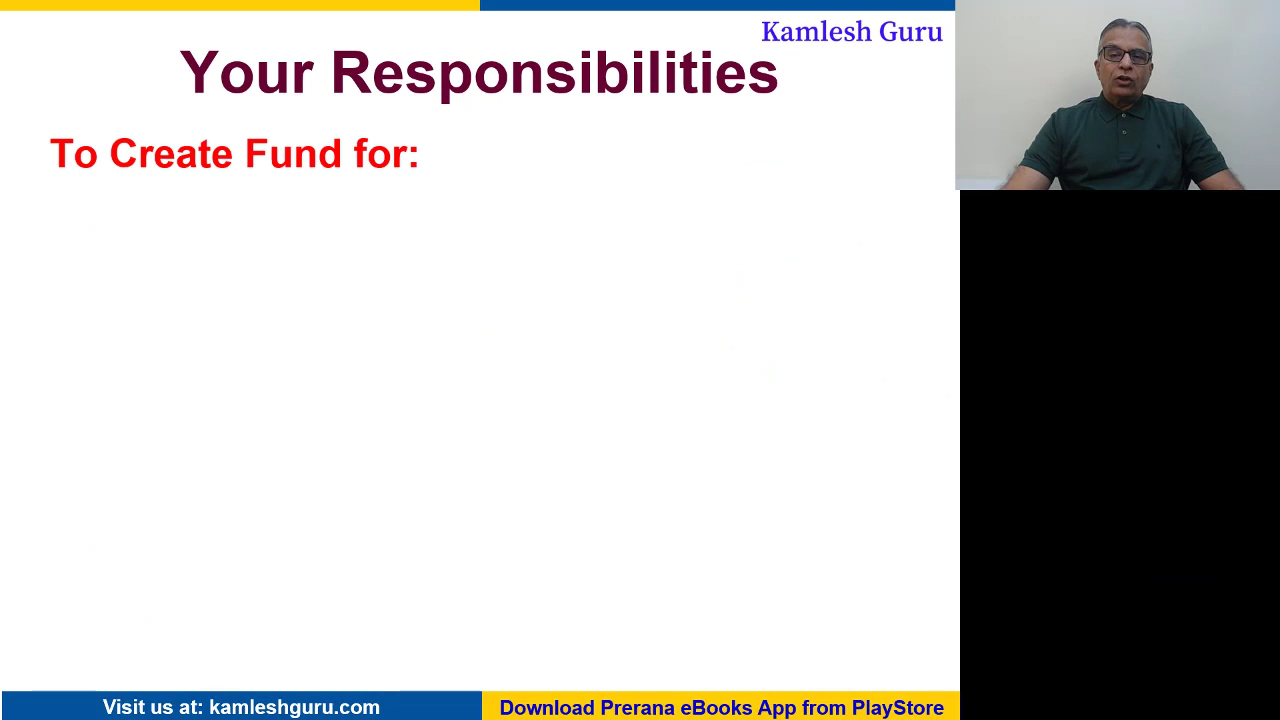 Kamlesh Guru
Your Responsibilities
To Create Fund for:
Visit us at: kamleshguru.com
Download Prerana eBooks App from PlayStore